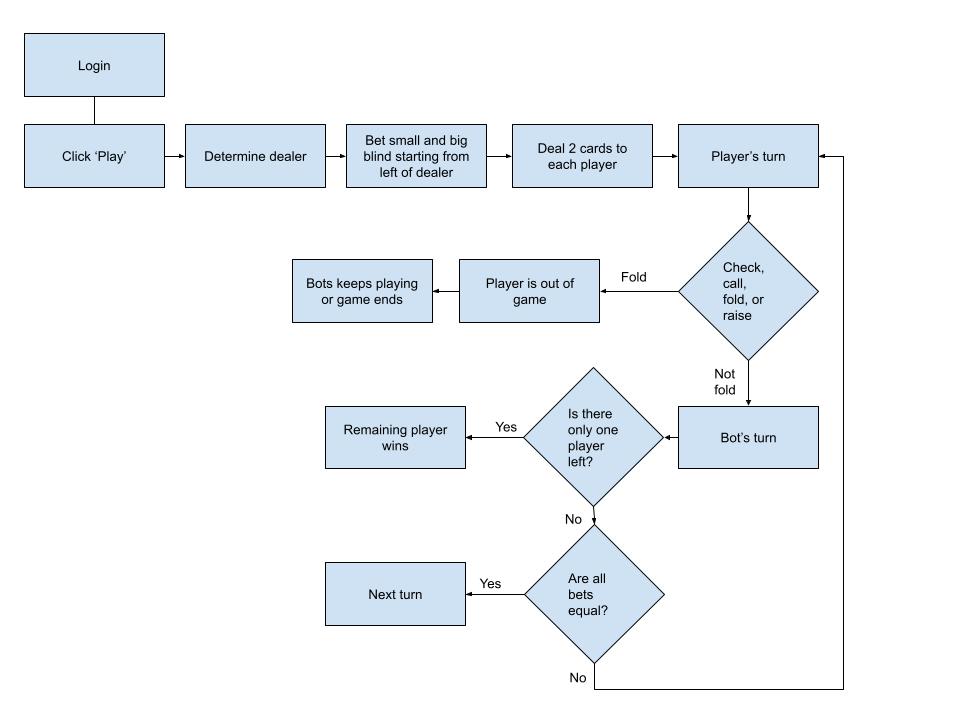 Login
Click ‘Play’
Determine dealer
Bet small and big
blind starting from
left of dealer
Deal 2 cards to
each player
Player’s turn
Check,
call,
fold, or
raise
Fold
Player is out of
game
Bots keeps playing
or game ends
Not
fold
Bot’s turn
Is there
only one
player
left?
Yes
Remaining player
wins
No
Are all
bets
equal?
Yes
Next turn
No